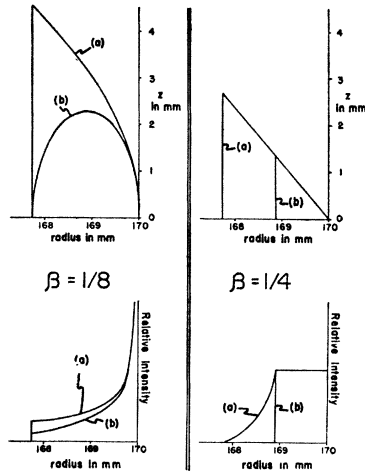 (a)
(b)
4
3
z
in mm
2
1
0
168 169 170
radius in mm
β = 1/8
4
3
z
in mm
2
1
0
(a)
(b)
168 169 170
radius in mm
β = 1/4
Relative intensity
(a)
(b)
168 169 170
radius in mm
Relative intensity
(a)
(b)
168 169 170
radius in mm